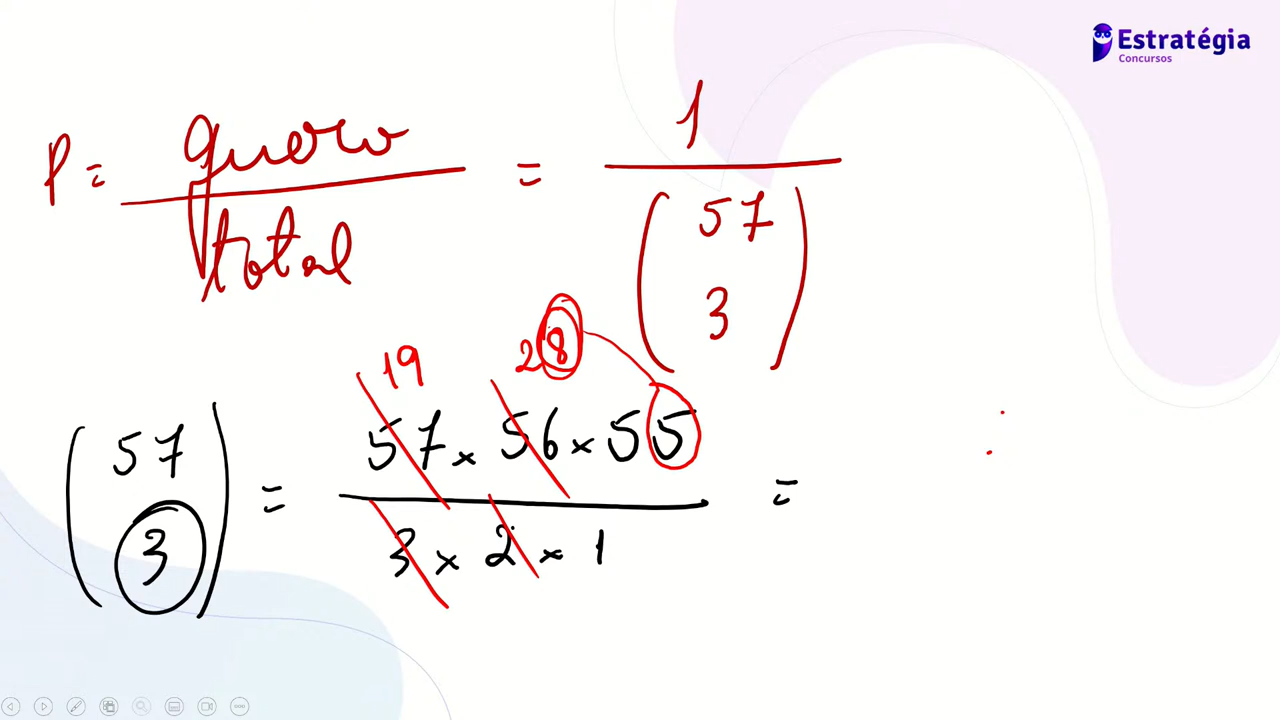 Estratégia
Concursos
P = quero / total = 1 / (57 3)
19 28
(57 3) = 57 x 56 x 55 / 3 x 2 x 1 =